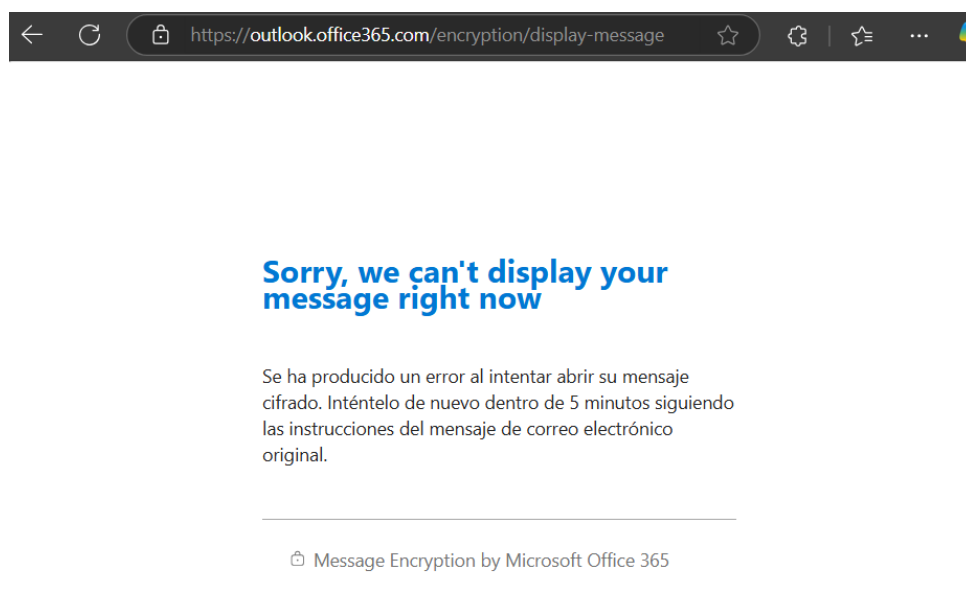 https://outlook.office365.com/encryption/display-message
Sorry, we can't display your
message right now
Se ha producido un error al intentar abrir su mensaje
cifrado. Inténtelo de nuevo dentro de 5 minutos siguiendo
las instrucciones del mensaje de correo electrónico
original.
Message Encryption by Microsoft Office 365